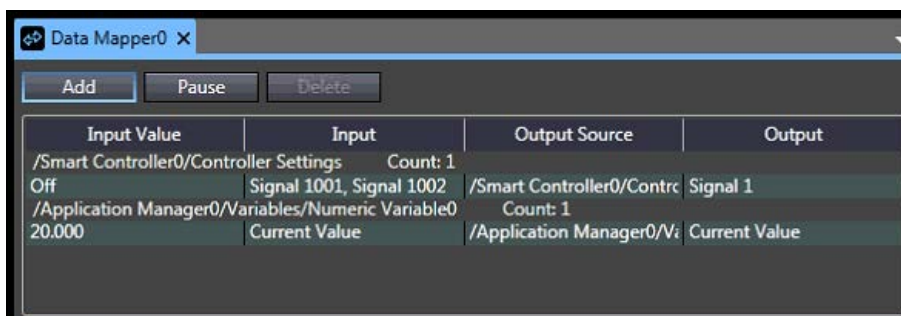 Data Mapper0
Add Pause Delete
Input Value Input Output Source Output
/Smart Controller0/Controller Settings Count: 1
Off Signal 1001, Signal 1002 /Smart Controller0/Contrc Signal 1
/Application Manager0/Variables/Numeric Variable0 Count: 1
20.000 Current Value /Application Manager0/Va Current Value